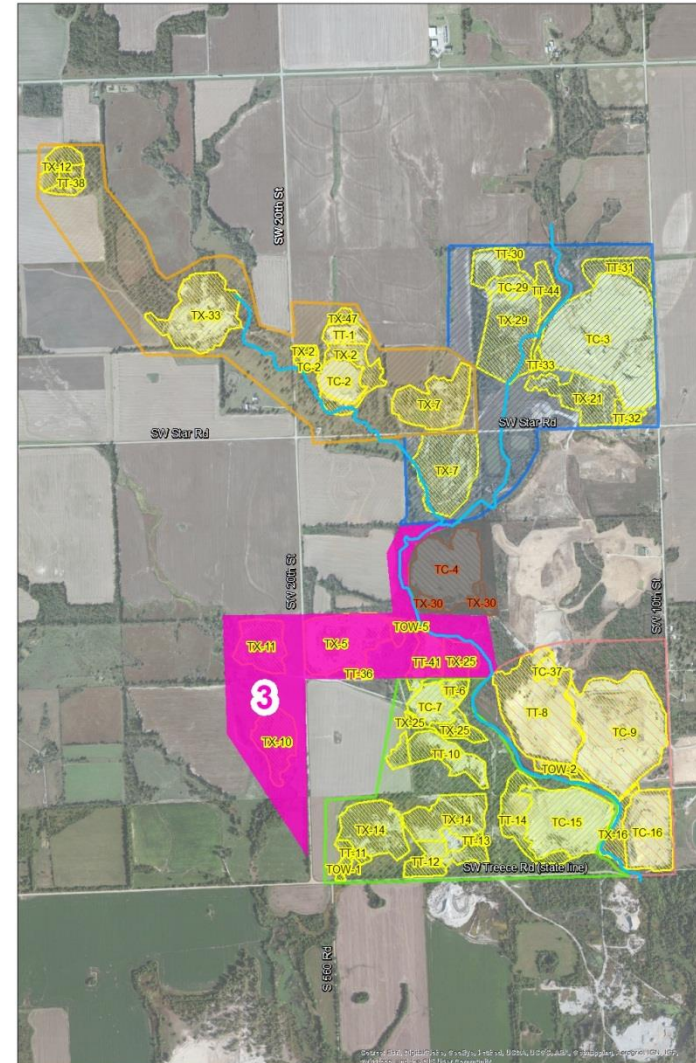 TX-12
TT-38
SW 20th St
TX-33
TX-47
TT-1
TX-2
TX-2
TC-2
TC-2
TX-7
TT-30
TC-29
TT-44
TX-29
TT-31
TC-3
TT-33
TX-21
TT-32
SW Star Rd
SW Star Rd
TX-7
TC-4
TX-30
TX-30
SW 20th St
SW 10th St
TX-11
TX-5
TOW-5
TT-36
TT-41
TX-25
3
TX-10
TT-6
TC-7
TX-25
TX-25
TT-10
TC-37
TT-8
TC-9
TOW-2
TX-14
TX-14
TT-14
TC-15
TX-16
TC-16
TT-11
TT-13
TT-12
TOW-1
SW Treece Rd (state line)
S 560 Rd